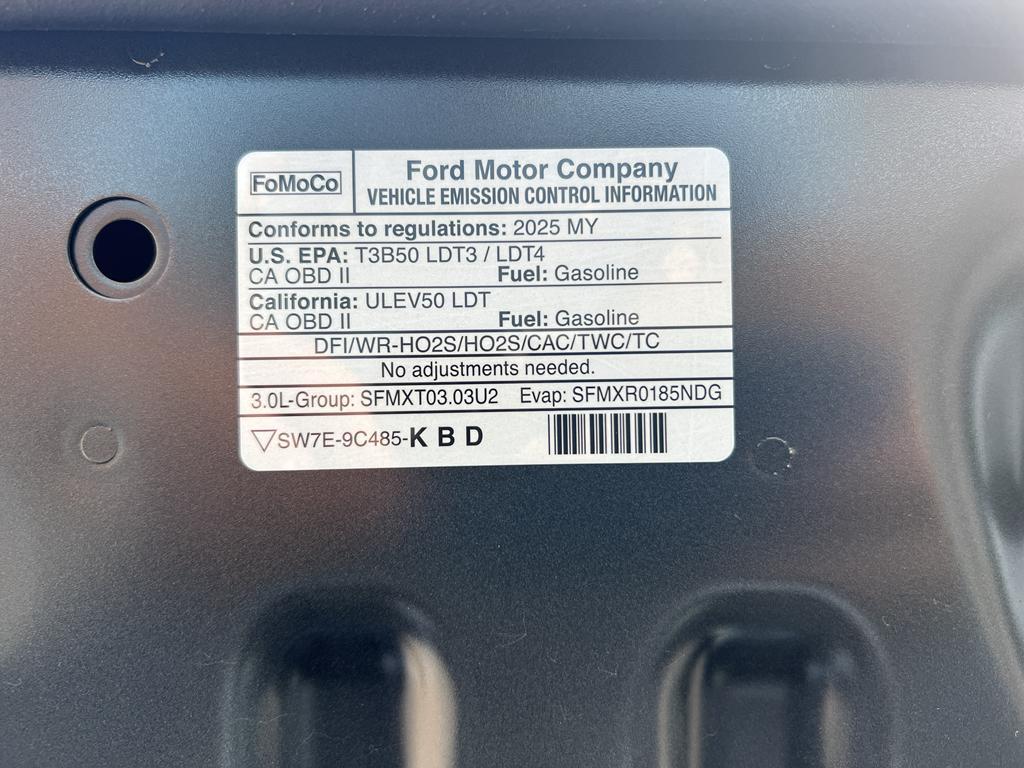 FoMoCo
Ford Motor Company
VEHICLE EMISSION CONTROL INFORMATION
Conforms to regulations: 2025 MY
U.S. EPA: T3B50 LDT3 / LDT4
CA OBD II Fuel: Gasoline
California: ULEV50 LDT
CA OBD II Fuel: Gasoline
DFI/WR-HO2S/HO2S/CAC/TWC/TC
No adjustments needed.
3.0L-Group: SFMXT03.03U2 Evap: SFMXR0185NDG
SW7E-9C485-K B D